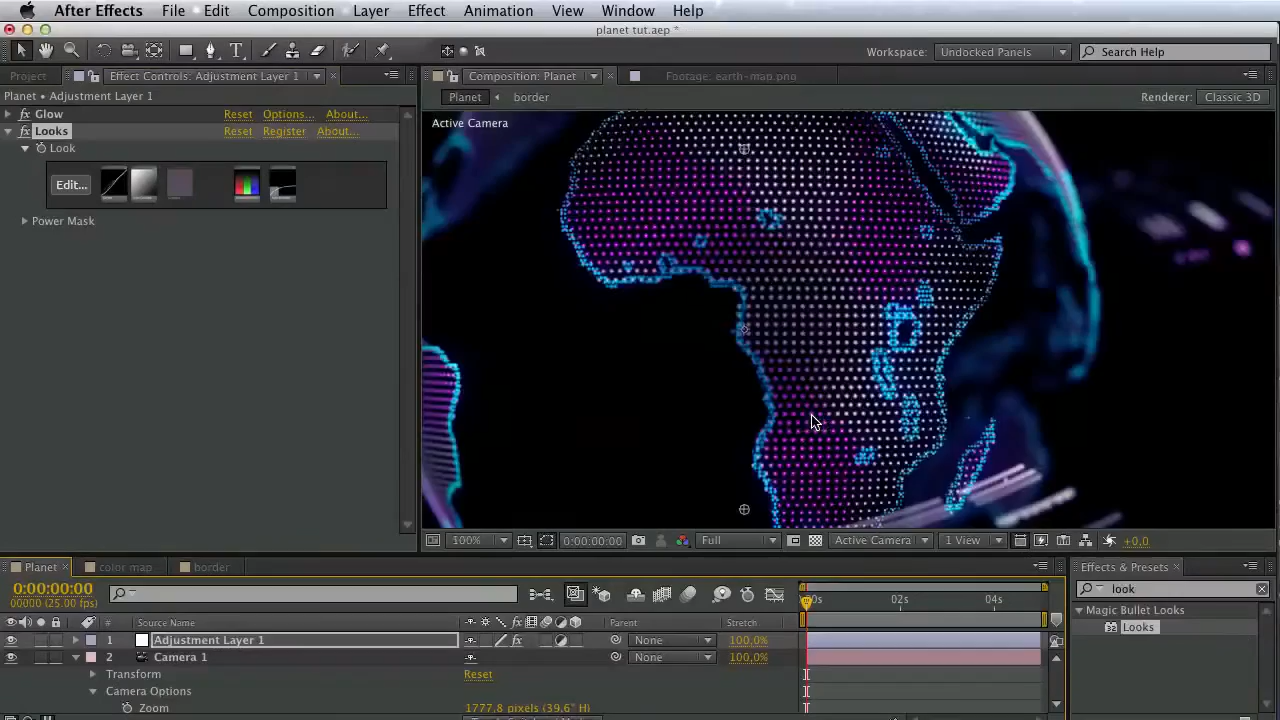 After Effects File Edit Composition Layer Effect Animation View Window Help
planet tut.aep *
T Workspace: Undocked Panels Search Help
Project Effect Controls: Adjustment Layer 1 Composition: Planet Footage: earth-map.png
Planet • Adjustment Layer 1 Planet border Renderer: Classic 3D
fx Glow Reset Options... About...
fx Looks Reset Register About...
Look
Edit...
Power Mask
Active Camera
100% 0:00:00:00 Full Active Camera 1 View +0,0
Planet color map border Effects & Presets
0:00:00:00
00000 (25.00 fps)
look
02s 04s
# Layer Name Parent Stretch
Magic Bullet Looks
Looks
1 Adjustment Layer 1 fx None 100,0%
2 Camera 1 None 100,0%
Transform Reset
Camera Options
Zoom 1777,8 pixels (39,6° H)